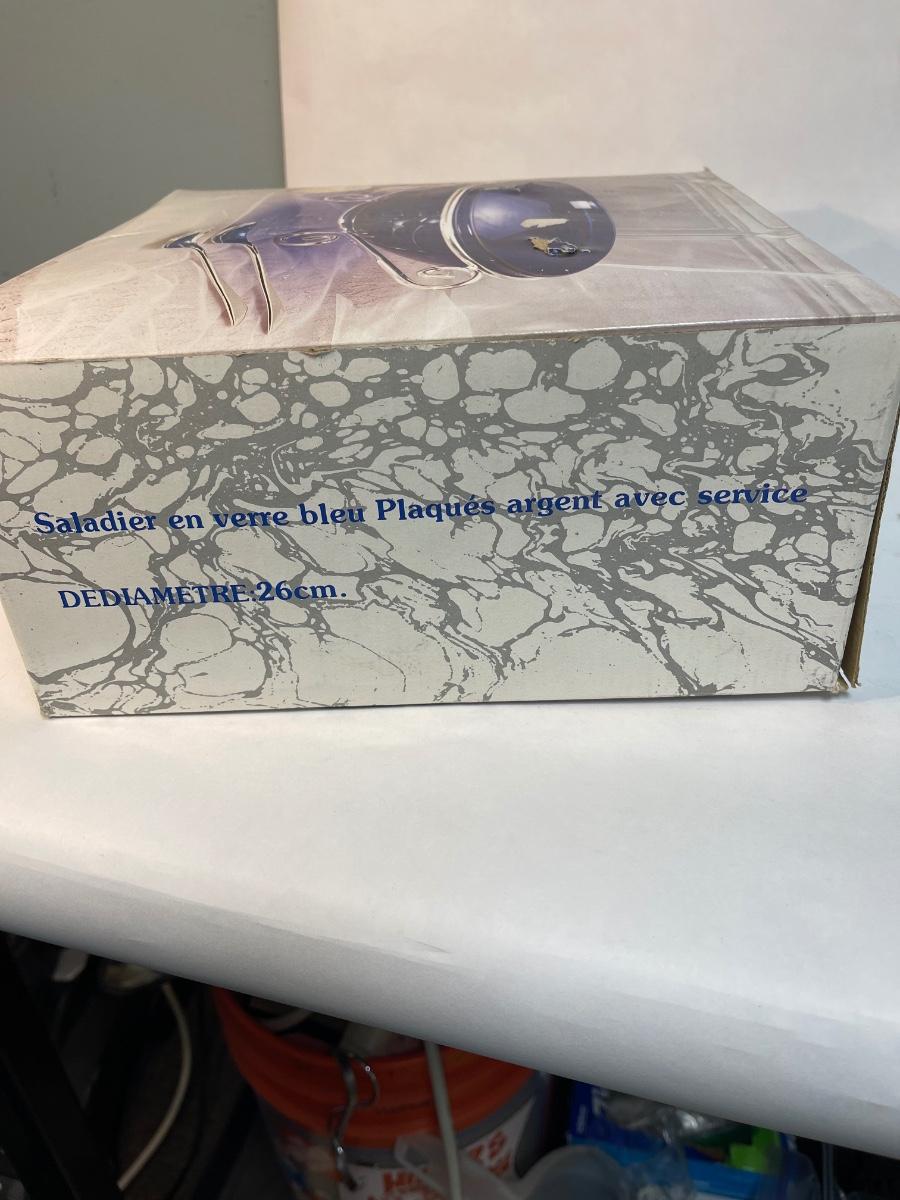 Saladier en verre bleu Plaqués argent avec service
DEDIAMETRE:26cm.